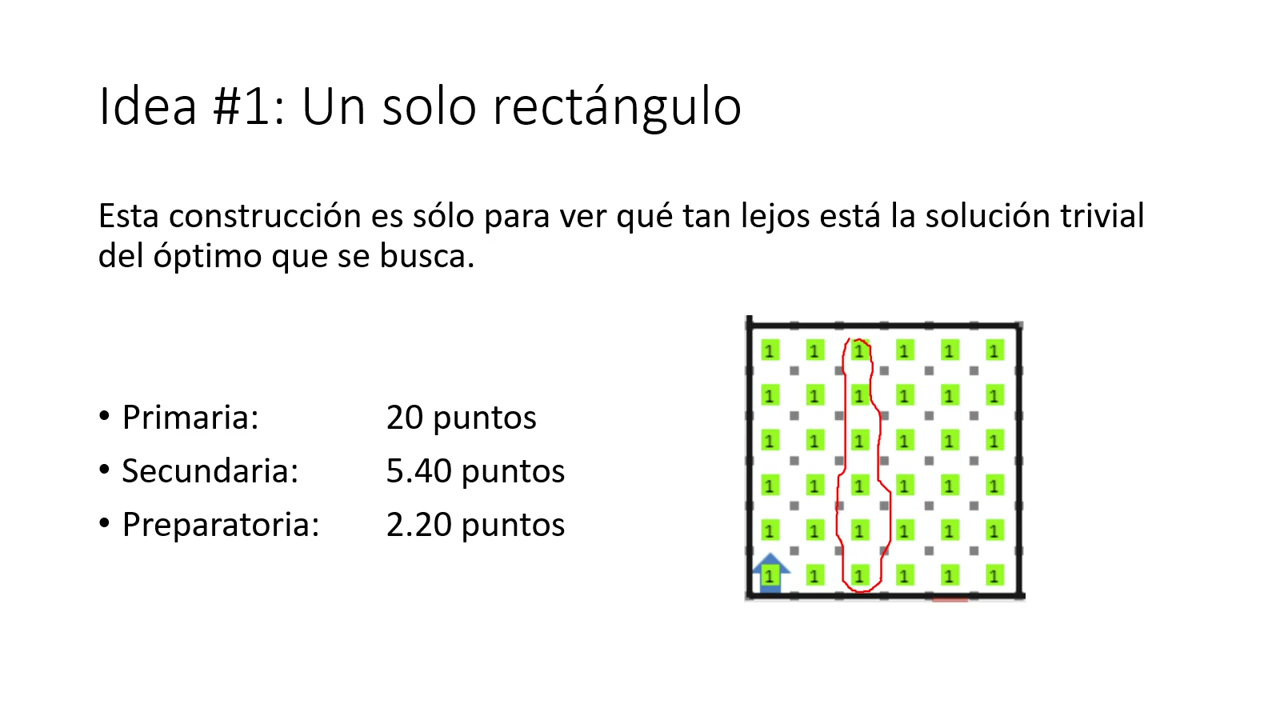 Idea #1: Un solo rectángulo
Esta construcción es sólo para ver qué tan lejos está la solución trivial
del óptimo que se busca.
• Primaria: 20 puntos
• Secundaria: 5.40 puntos
• Preparatoria: 2.20 puntos
1 1 1 1 1 1
1 1 1 1 1 1
1 1 1 1 1 1
1 1 1 1 1 1
1 1 1 1 1 1
1 1 1 1 1 1